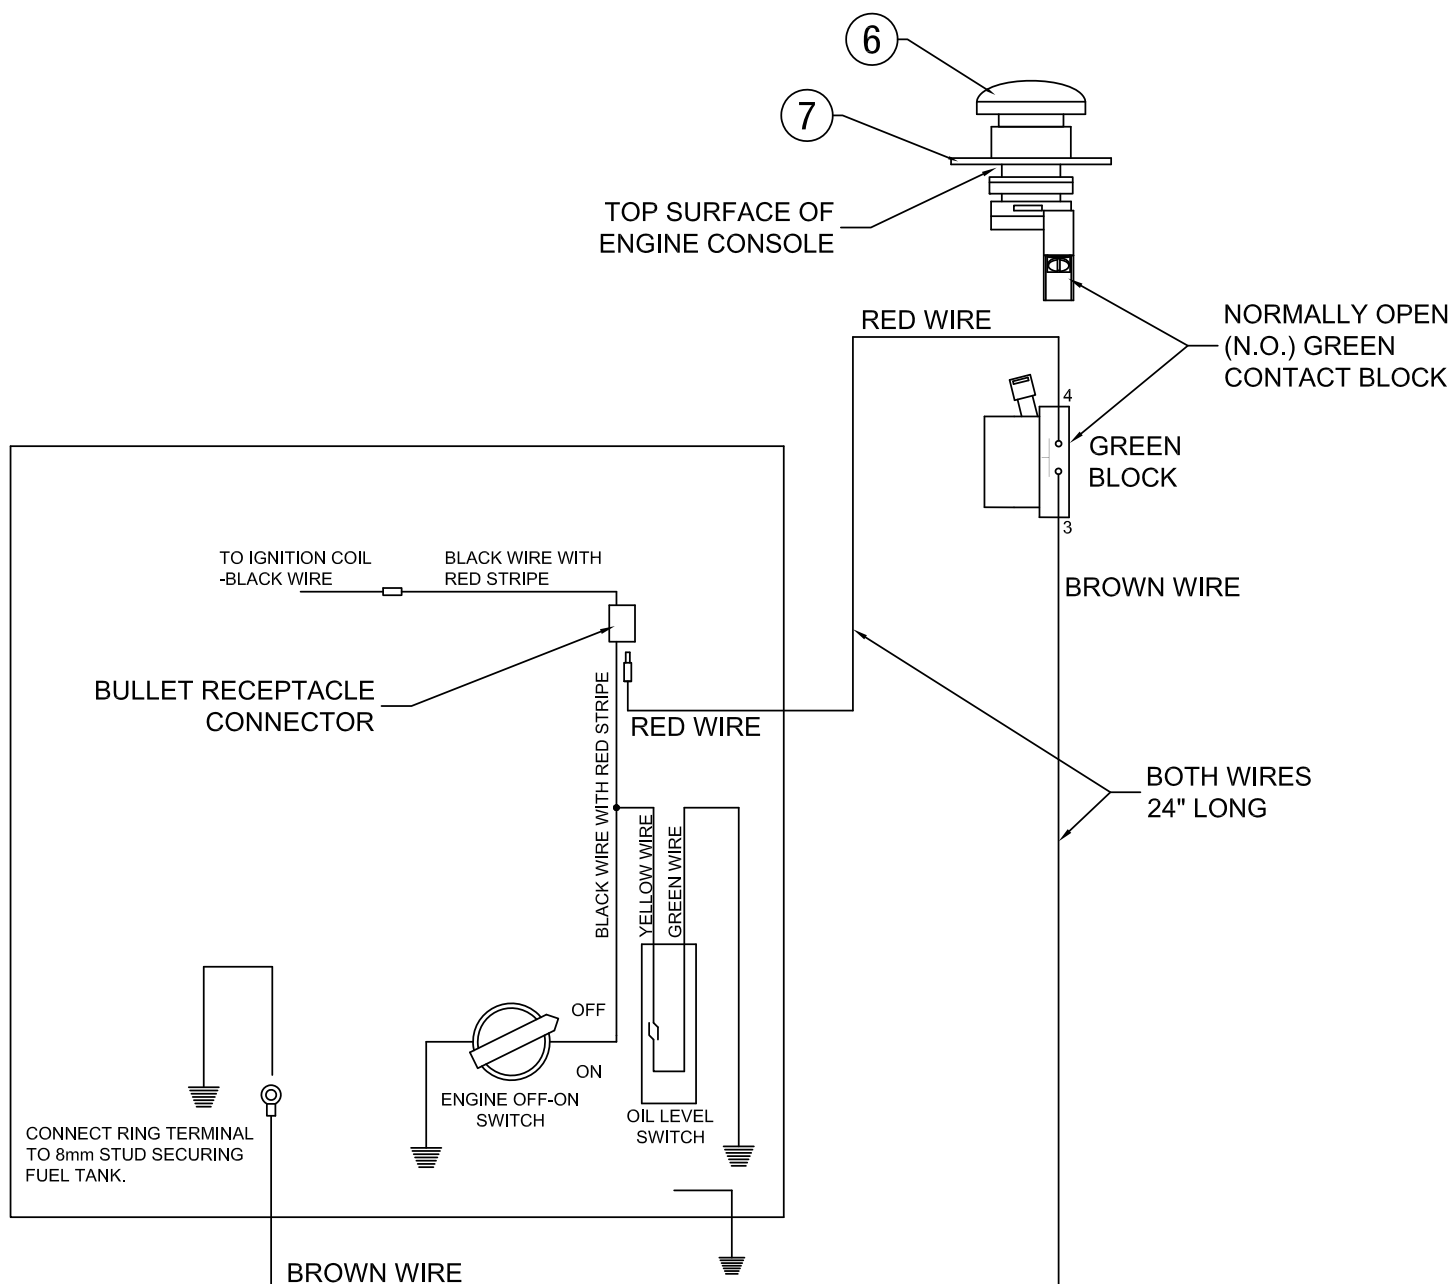 6
7
TOP SURFACE OF
ENGINE CONSOLE
RED WIRE
NORMALLY OPEN
(N.O.) GREEN
CONTACT BLOCK
4
GREEN
BLOCK
3
TO IGNITION COIL
-BLACK WIRE
BLACK WIRE WITH
RED STRIPE
BROWN WIRE
BULLET RECEPTACLE
CONNECTOR
RED WIRE
BLACK WIRE WITH RED STRIPE
YELLOW WIRE
GREEN WIRE
BOTH WIRES
24" LONG
OFF
ON
ENGINE OFF-ON
SWITCH
OIL LEVEL
SWITCH
CONNECT RING TERMINAL
TO 8mm STUD SECURING
FUEL TANK.
BROWN WIRE